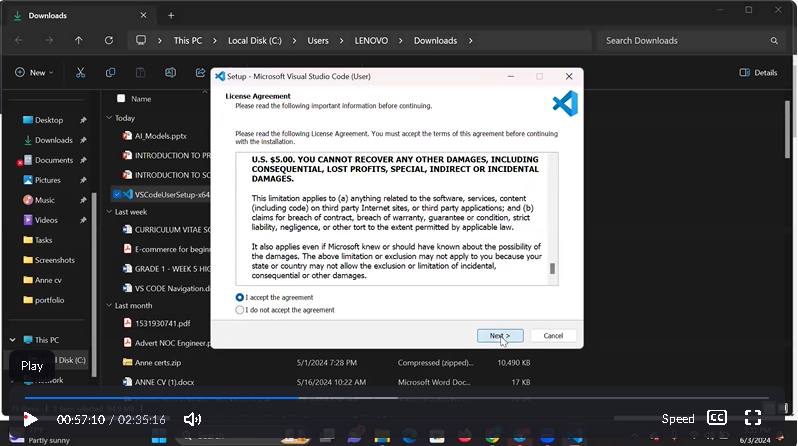 Downloads
This PC > Local Disk (C:) > Users > LENOVO > Downloads >
Search Downloads
New
Details
Name
Desktop
Downloads
Documents
Pictures
Music
Videos
Tasks
Screenshots
Anne cv
portfolio
This PC
Local Disk (C:)
Network
Today
AI_Models.pptx
INTRODUCTION TO PR
INTRODUCTION TO SC
VSCodeUserSetup-x64
Last week
CURRICULUM VITAE SC
E-commerce for beginn
GRADE 1 - WEEK 5 HIG
VS CODE Navigation.d
Last month
1531930741.pdf
Advert NOC Engineer.p
Anne certs.zip 5/1/2024 7:28 PM Compressed (zipped)... 10,490 KB
ANNE CV (1).docx 5/16/2024 10:22 AM Microsoft Word Doc... 17 KB
Setup - Microsoft Visual Studio Code (User)
License Agreement
Please read the following important information before continuing.
Please read the following License Agreement. You must accept the terms of this agreement before continuing
with the installation.
U.S. $5.00. YOU CANNOT RECOVER ANY OTHER DAMAGES, INCLUDING
CONSEQUENTIAL, LOST PROFITS, SPECIAL, INDIRECT OR INCIDENTAL
DAMAGES.
This limitation applies to (a) anything related to the software, services, content
(including code) on third party Internet sites, or third party applications; and (b)
claims for breach of contract, breach of warranty, guarantee or condition, strict
liability, negligence, or other tort to the extent permitted by applicable law.
It also applies even if Microsoft knew or should have known about the possibility of
the damages. The above limitation or exclusion may not apply to you because your
state or country may not allow the exclusion or limitation of incidental,
consequential or other damages.
I accept the agreement
I do not accept the agreement
Next >
Cancel
Play
00:57:10 / 02:35:16
Speed
CC
Partly sunny
6/3/2024